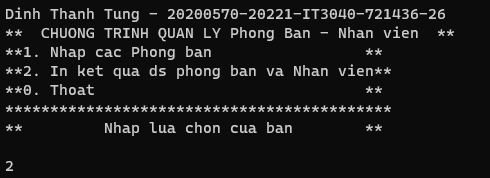 Dinh Thanh Tung - 20200570-20221-IT3040-721436-26
**  CHUONG TRINH QUAN LY Phong Ban - Nhan vien  **
**1. Nhap cac Phong ban                 **
**2. In ket qua ds phong ban va Nhan vien**
**0. Thoat                              **
*******************************************
**         Nhap lua chon cua ban        **
2